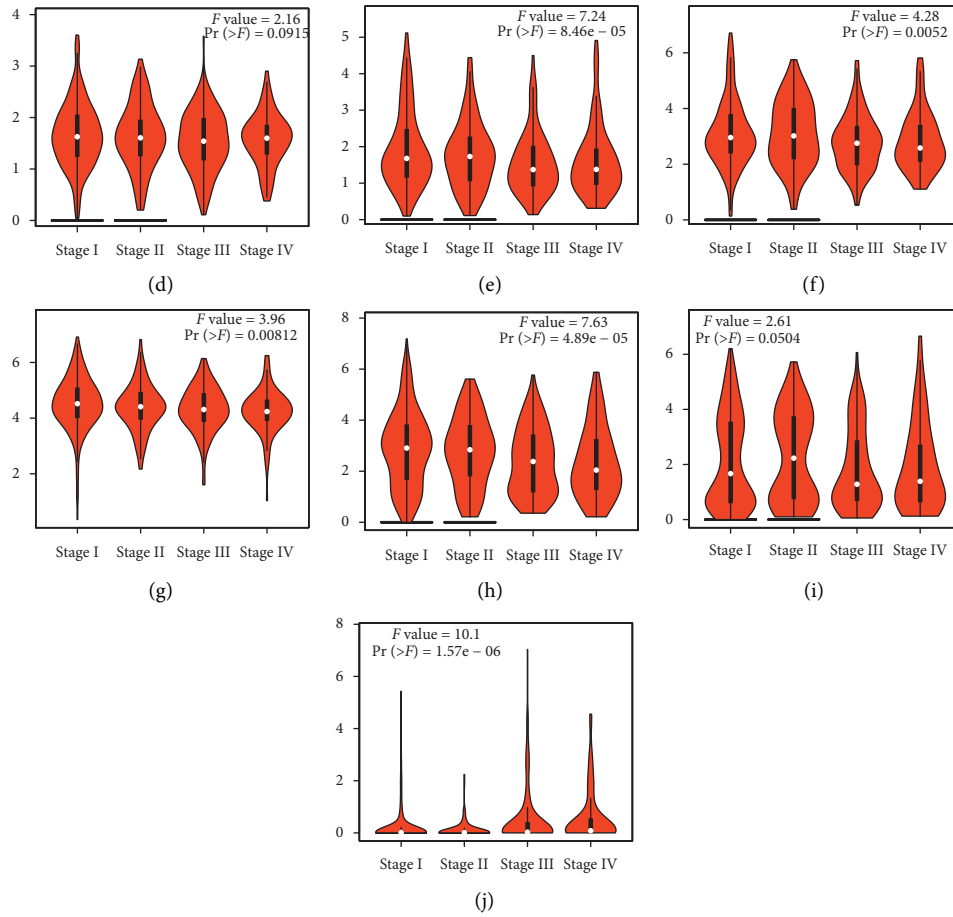 F value = 2.16
Pr (>F) = 0.0915
4
3
2
1
0
Stage I Stage II Stage III Stage IV
(d)
F value = 7.24
Pr (>F) = 8.46e − 05
5
4
3
2
1
0
Stage I Stage II Stage III Stage IV
(e)
F value = 4.28
Pr (>F) = 0.0052
6
4
2
0
Stage I Stage II Stage III Stage IV
(f)
F value = 3.96
Pr (>F) = 0.00812
6
4
2
Stage I Stage II Stage III Stage IV
(g)
F value = 7.63
Pr (>F) = 4.89e − 05
8
6
4
2
0
Stage I Stage II Stage III Stage IV
(h)
F value = 2.61
Pr (>F) = 0.0504
6
4
2
0
Stage I Stage II Stage III Stage IV
(i)
8
F value = 10.1
Pr (>F) = 1.57e − 06
6
4
2
0
Stage I Stage II Stage III Stage IV
(j)